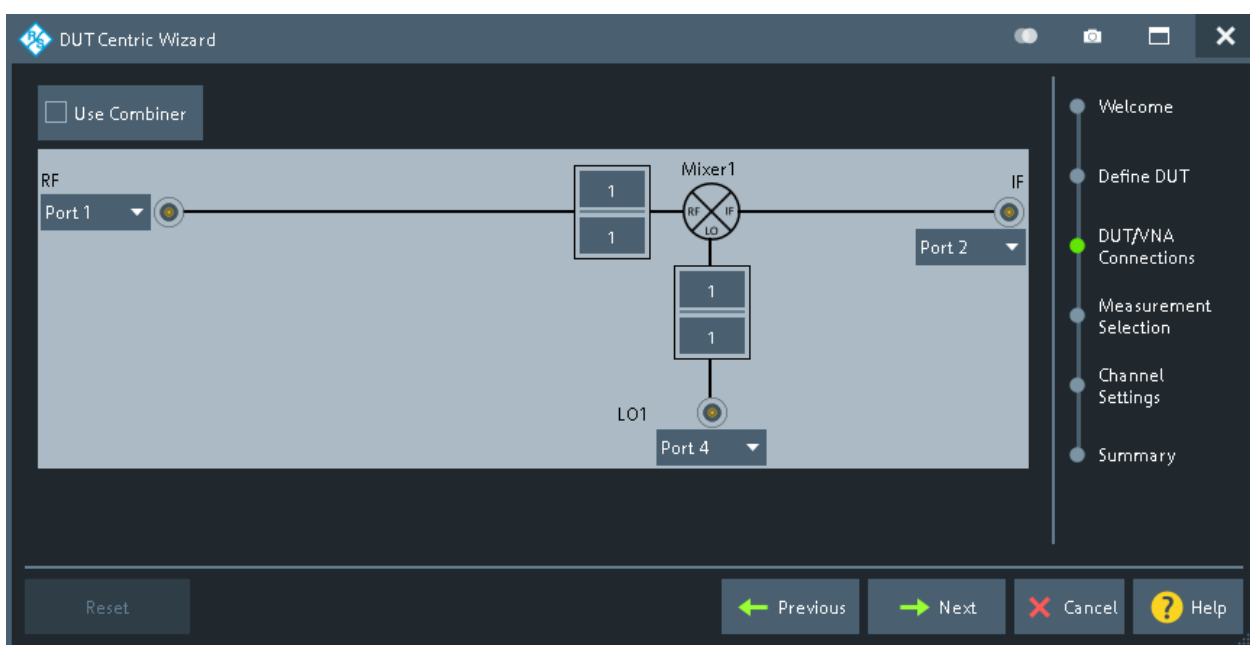 DUT Centric Wizard
Use Combiner
RF
Port 1
1
1
Mixer1
RF IF
LO
IF
Port 2
1
1
LO1
Port 4
Welcome
Define DUT
DUT/VNA
Connections
Measurement
Selection
Channel
Settings
Summary
Reset
Previous
Next
Cancel
? Help